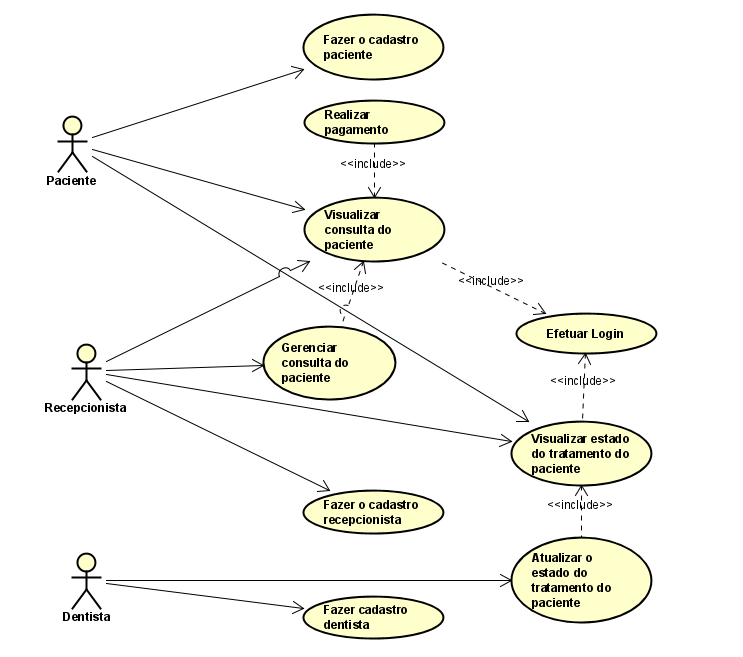 Fazer o cadastro
paciente
Realizar
pagamento
<<include>>
Paciente
Visualizar
consulta do
paciente
<<include>>
<<include>>
Efetuar Login
Gerenciar
consulta do
paciente
<<include>>
Recepcionista
Visualizar estado
do tratamento do
paciente
Fazer o cadastro
recepcionista
<<include>>
Atualizar o
estado do
tratamento do
paciente
Dentista
Fazer cadastro
dentista